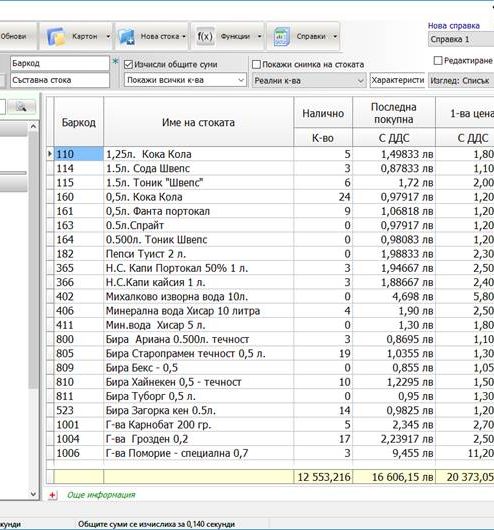 Нова справка
Обнови Картон Нова стока f(x) Функции Справки Справка 1
Баркод * Изчисли общите суми Покажи снимка на стоката Редактиране
Съставна стока Покажи всички к-ва Реални к-ва Характеристи Изглед: Списък
Баркод Име на стоката Налично Последна покупна 1-ва цена
К-во С ДДС С ДДС
110 1,25л. Кока Кола 5 1,49833 лв 1,80
114 1.5л. Сода Швепс 3 0,87833 лв 1,10
115 1.5л. Тоник "Швепс" 6 1,72 лв 2,00
160 0,5л. Кока Кола 24 0,97917 лв 1,20
161 0,5л. Фанта портокал 9 1,06818 лв 1,20
163 0.5л.Спрайт 0 0,97917 лв 1,20
164 0.500л. Тоник Швепс 0 0,98083 лв 1,20
182 Пепси Туист 2 л. 0 1,98833 лв 2,30
365 Н.С. Капи Портокал 50% 1 л. 3 1,94667 лв 2,50
366 Н.С. Капи кайсия 1 л. 3 1,88667 лв 2,40
402 Михалково изворна вода 10л. 0 4,698 лв 5,80
406 Минерална вода Хисар 10 литра 4 1,90 лв 2,50
411 Мин.вода Хисар 5 л. 0 1,30 лв 1,80
800 Бира Ариана 0.500л. течност 3 0,8695 лв 1,10
805 Бира Старопрамен течност 0,5 л. 19 1,0355 лв 1,30
809 Бира Бекс - 0,5 0 0,855 лв 1,05
810 Бира Хайнекен 0,5 - течност 10 1,2295 лв 1,50
811 Бира Туборг 0,5 л. 0 0,95 лв 1,30
523 Бира Загорка кен 0.5л. 14 0,9825 лв 1,20
1001 Г-ва Карнобат 200 гр. 5 2,345 лв 2,70
1004 Г-ва Грозден 0,2 17 2,23917 лв 2,50
1006 Г-ва Поморие - специална 0,7 3 9,455 лв 11,20
12 553,216 16 606,15 лв 20 373,05
Още информация
кунди Общите суми се изчислиха за 0,140 секунди